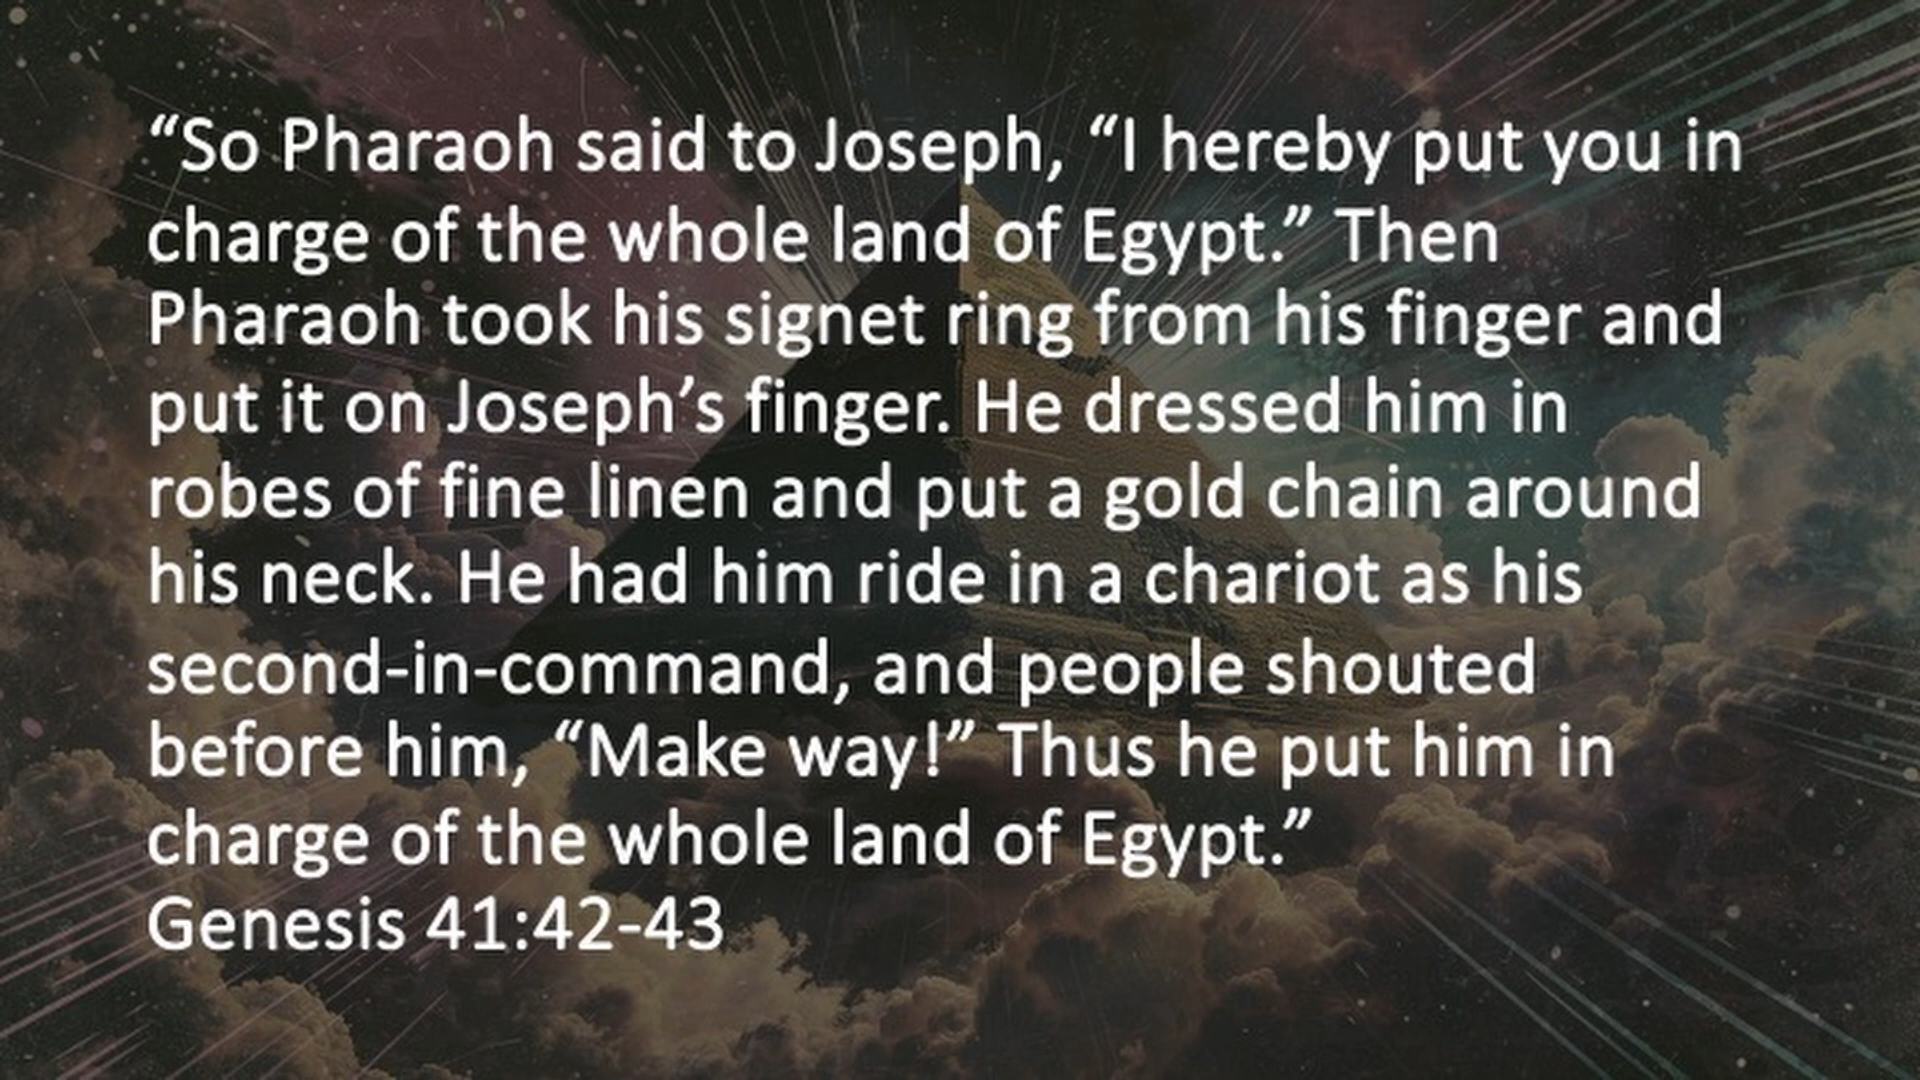 “So Pharaoh said to Joseph, “I hereby put you in
charge of the whole land of Egypt.” Then
Pharaoh took his signet ring from his finger and
put it on Joseph’s finger. He dressed him in
robes of fine linen and put a gold chain around
his neck. He had him ride in a chariot as his
second-in-command, and people shouted
before him, “Make way!” Thus he put him in
charge of the whole land of Egypt.”
Genesis 41:42-43